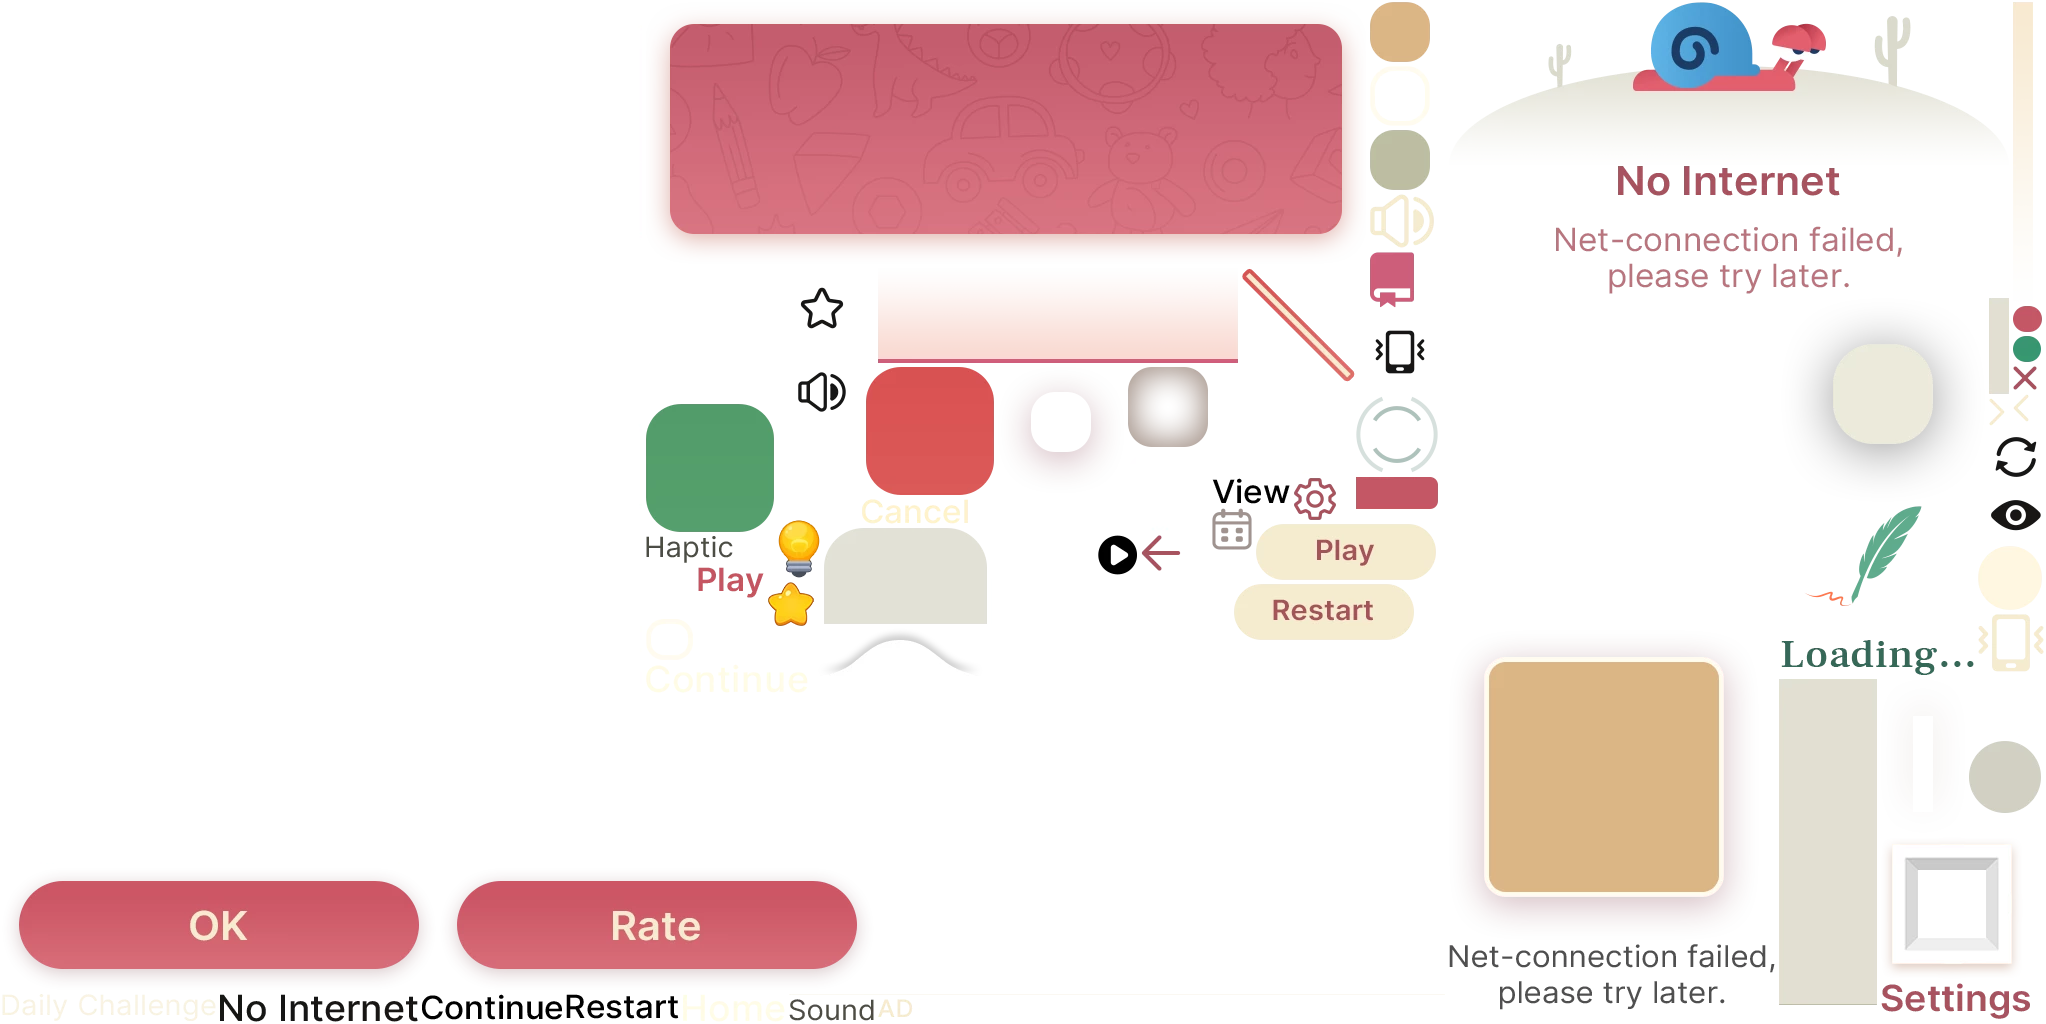 No Internet
Net-connection failed,
please try later.
View
Cancel
Haptic
Play
Play
Restart
Continue
Loading...
OK
Rate
Net-connection failed,
please try later.
Daily Challenge
No Internet
Continue
Restart
Home
Sound
AD
Settings